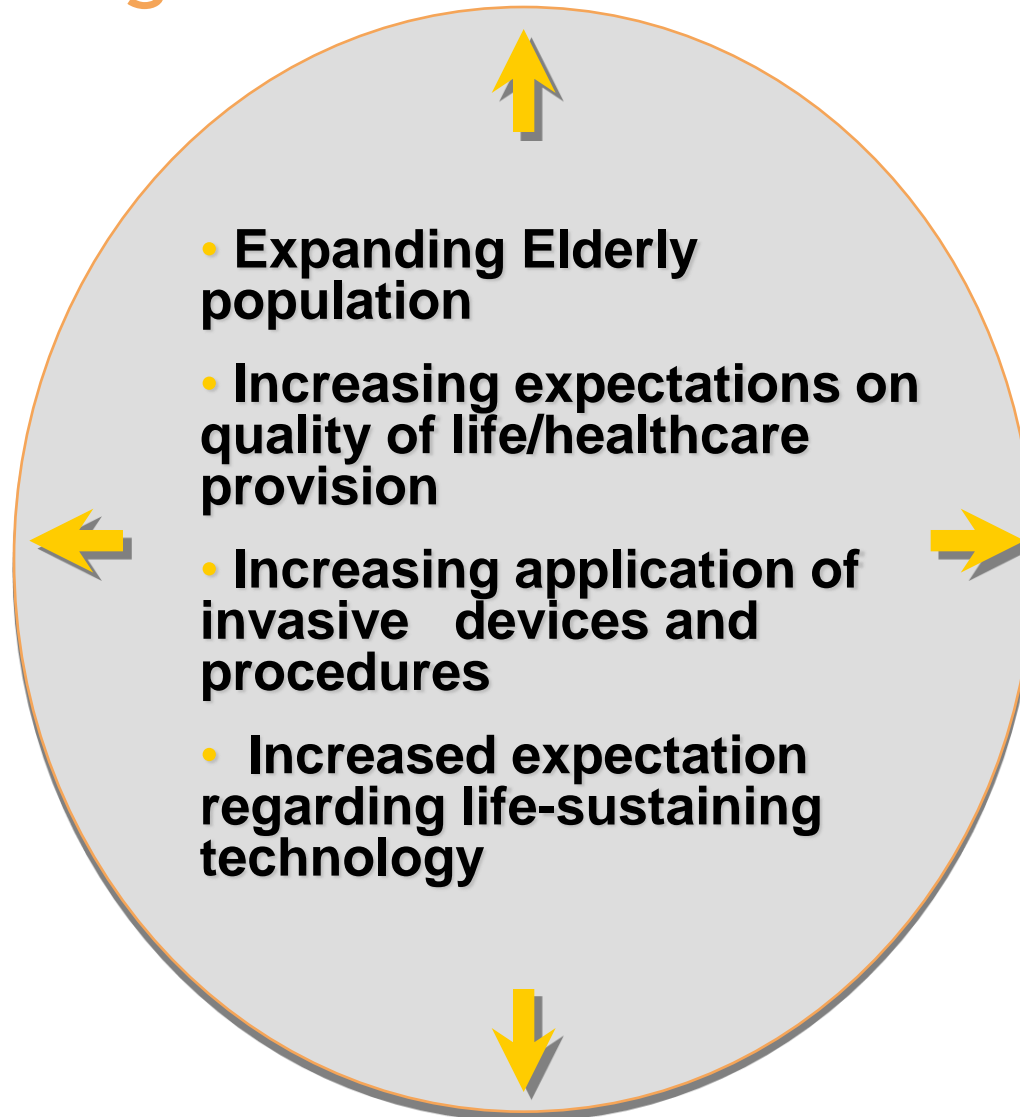 • Expanding Elderly
population
• Increasing expectations on
quality of life/healthcare
provision
• Increasing application of
invasive   devices and
procedures
•  Increased expectation
regarding life-sustaining
technology